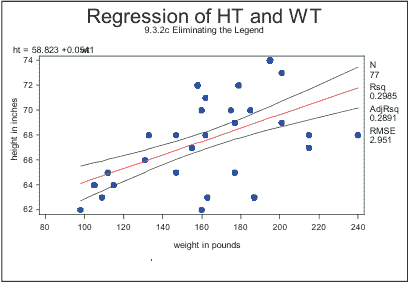 Regression of HT and WT
9.3.2c Eliminating the Legend
ht = 58.823 +0.0541 wt
74
72
70
68
66
64
62
height in inches
N
77
Rsq
0.2985
AdjRsq
0.2891
RMSE
2.951
80 100 120 140 160 180 200 220 240
weight in pounds